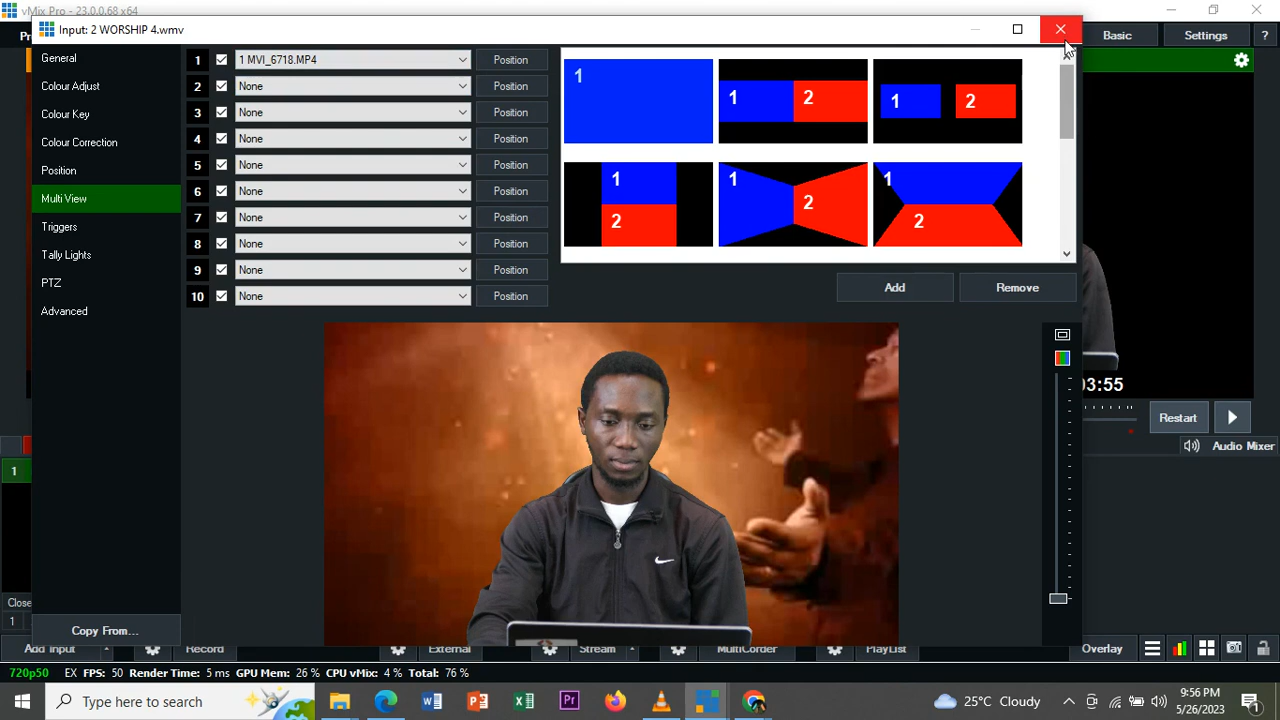 vMix Pro - 23.0.0.68 x64
Input: 2 WORSHIP 4.wmv
Basic
Settings
?
General
Colour Adjust
Colour Key
Colour Correction
Position
Multi View
Triggers
Tally Lights
PTZ
Advanced
Copy From...
1 1 MVI_6718.MP4 Position
2 None Position
3 None Position
4 None Position
5 None Position
6 None Position
7 None Position
8 None Position
9 None Position
10 None Position
1
1 2
1 2
1 2
1 2
1 2
Add
Remove
03:55
Restart
Audio Mixer
1
Close
1
Add Input
Record
External
Stream
MultiCorder
PlayList
Overlay
720p50 EX FPS: 50 Render Time: 5 ms GPU Mem: 26 % CPU vMix: 4 % Total: 76 %
Type here to search
25°C Cloudy
9:56 PM
5/26/2023
1